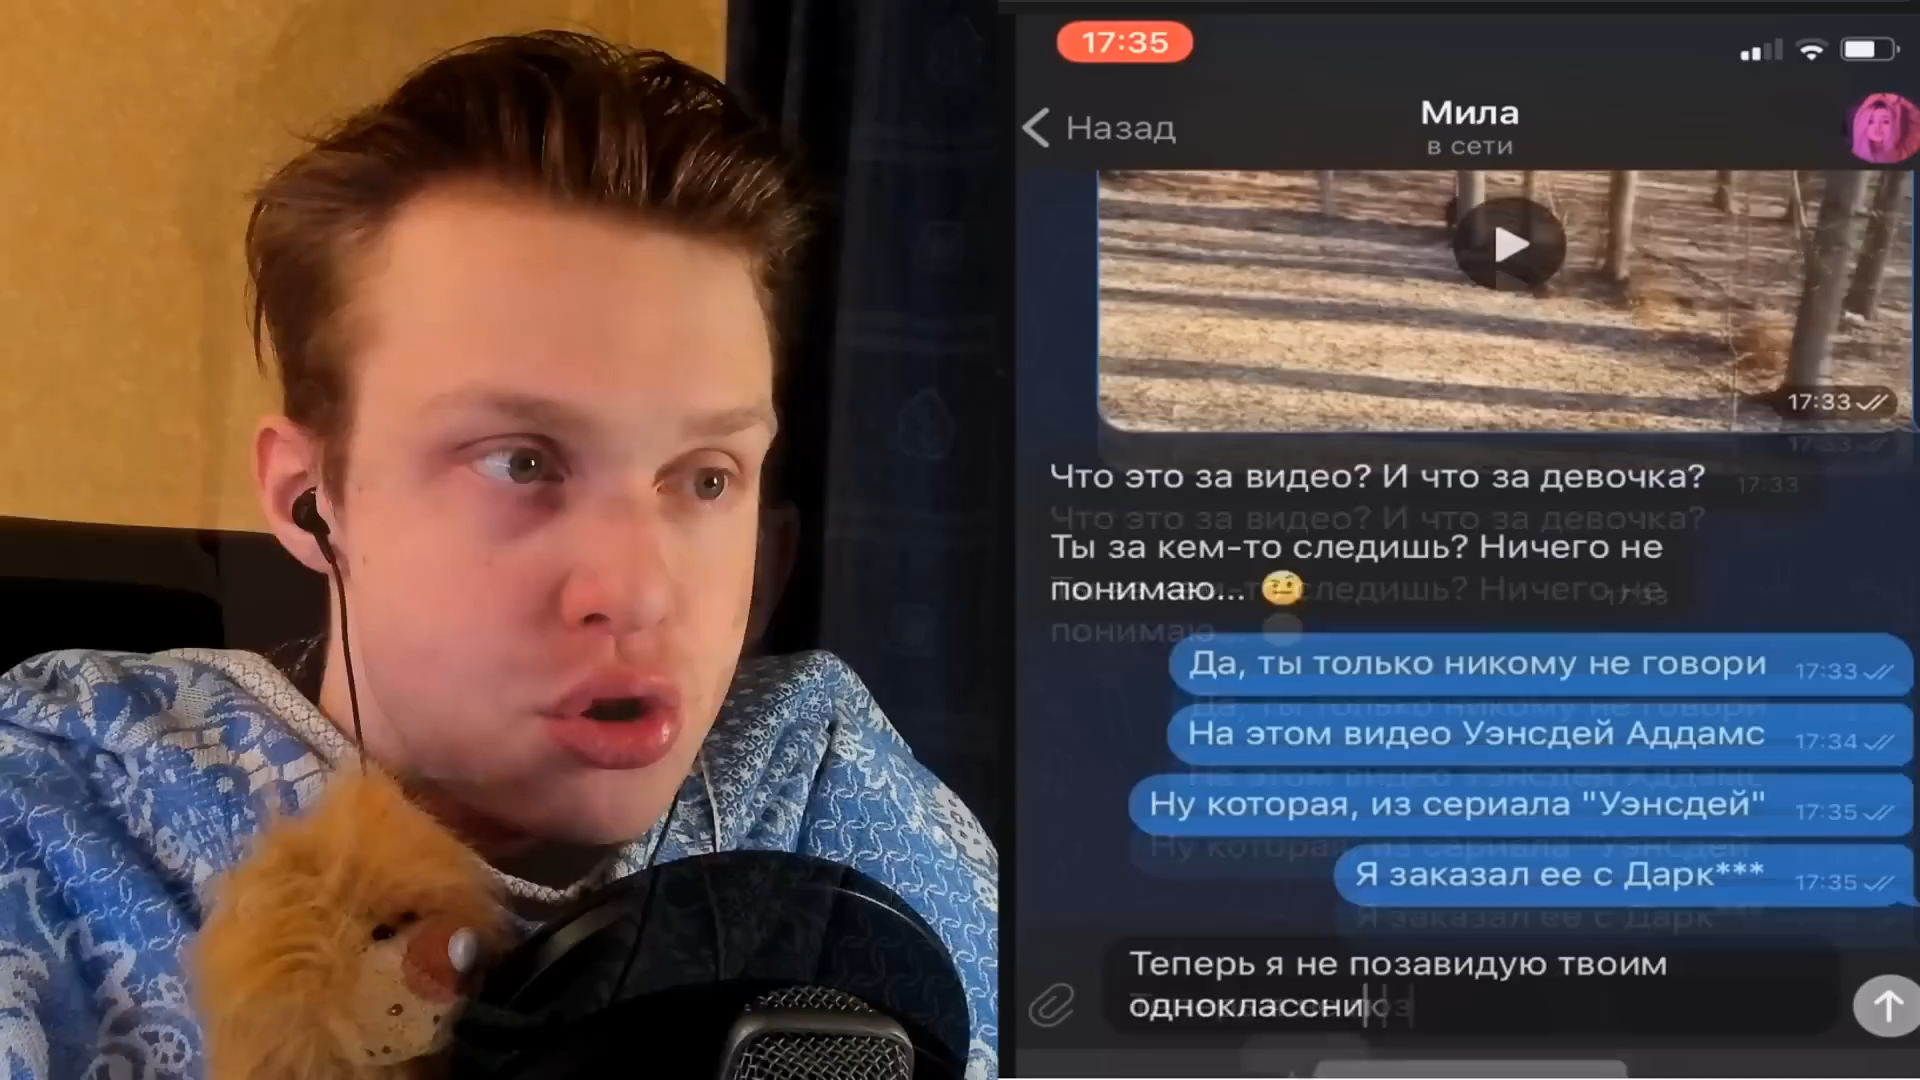 17:35
Назад
Мила
в сети
17:33
Что это за видео? И что за девочка?
17:33
Ты за кем-то следишь? Ничего не
понимаю... 🤨
17:33
Да, ты только никому не говори
17:33
На этом видео Уэнсдей Аддамс
17:34
Ну которая, из сериала "Уэнсдей"
17:35
Я заказал ее с Дарк***
17:35
Теперь я не позавидую твоим
одноклассни